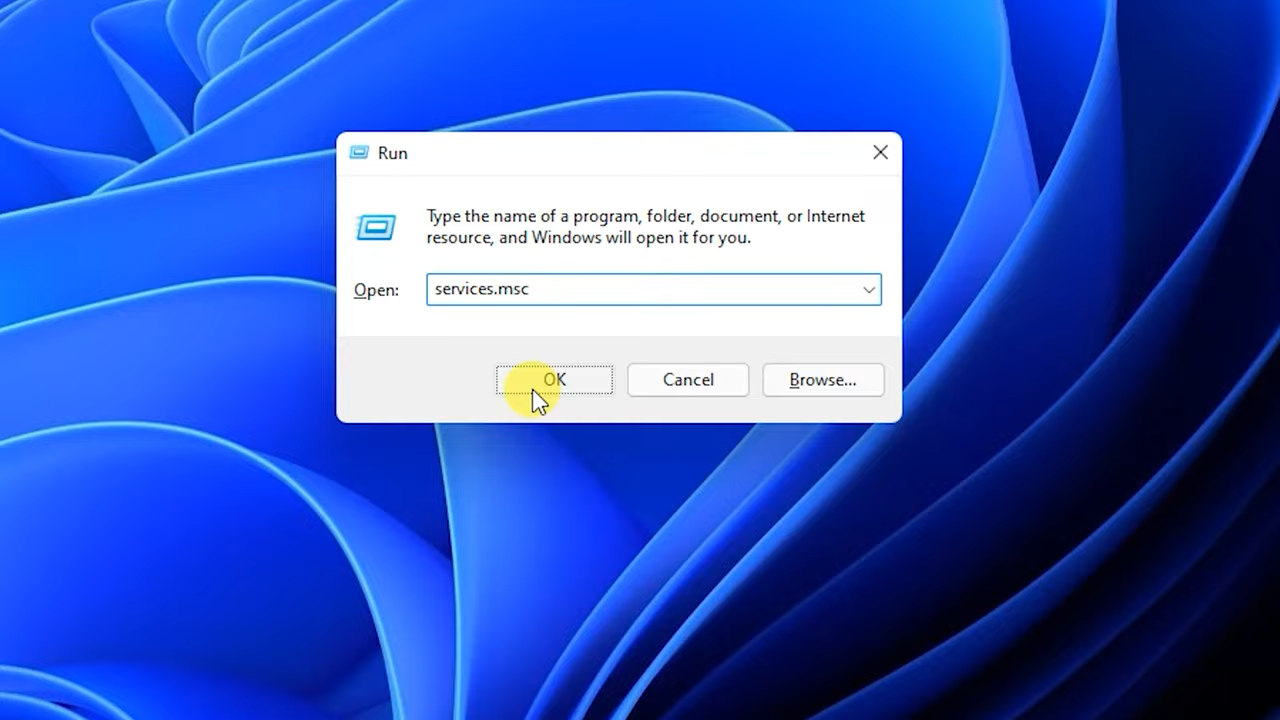 Run
Type the name of a program, folder, document, or Internet
resource, and Windows will open it for you.
Open: services.msc
OK Cancel Browse...